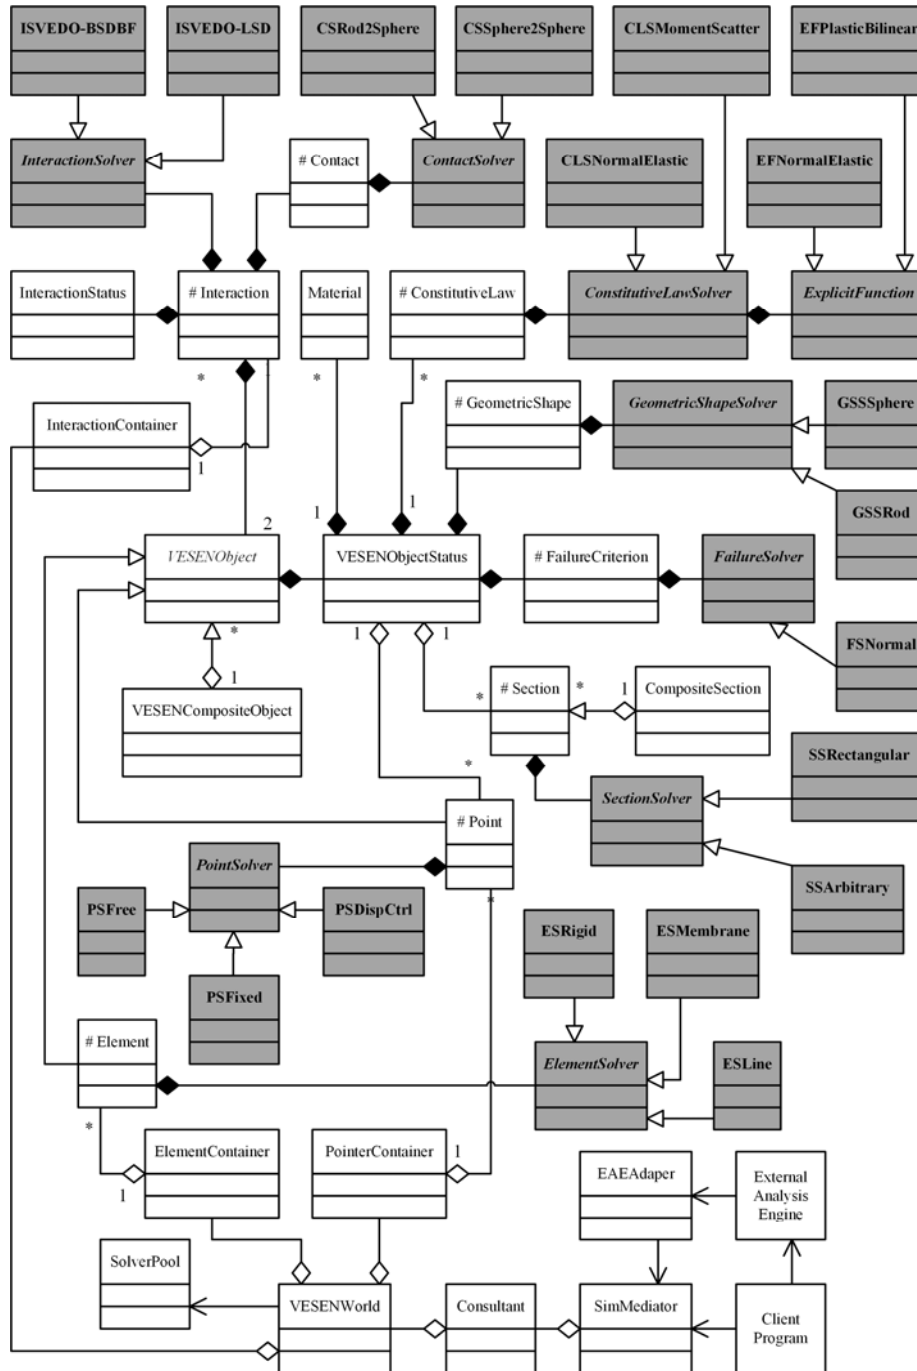 ISVEDO-BSDBF
ISVEDO-LSD
CSRod2Sphere
CSSphere2Sphere
CLSMomentScatter
EFPlasticBilinear
InteractionSolver
# Contact
ContactSolver
CLSNormalElastic
EFNormalElastic
InteractionStatus
# Interaction
Material
# ConstitutiveLaw
ConstitutiveLawSolver
ExplicitFunction
*
*
*
InteractionContainer
1
# GeometricShape
GeometricShapeSolver
GSSSphere
1
1
GSSRod
2
VESENObject
VESENObjectStatus
# FailureCriterion
FailureSolver
*
1
1
FSNormal
1
VESENCompositeObject
*
# Section
*
1
CompositeSection
*
# Point
SectionSolver
SSRectangular
PointSolver
SSArbitrary
PSFree
PSDispCtrl
*
PSFixed
ESRigid
ESMembrane
# Element
ElementSolver
ESLine
*
1
ElementContainer
PointerContainer
1
EAEAdaper
External
Analysis
Engine
SolverPool
VESENWorld
Consultant
SimMediator
Client
Program